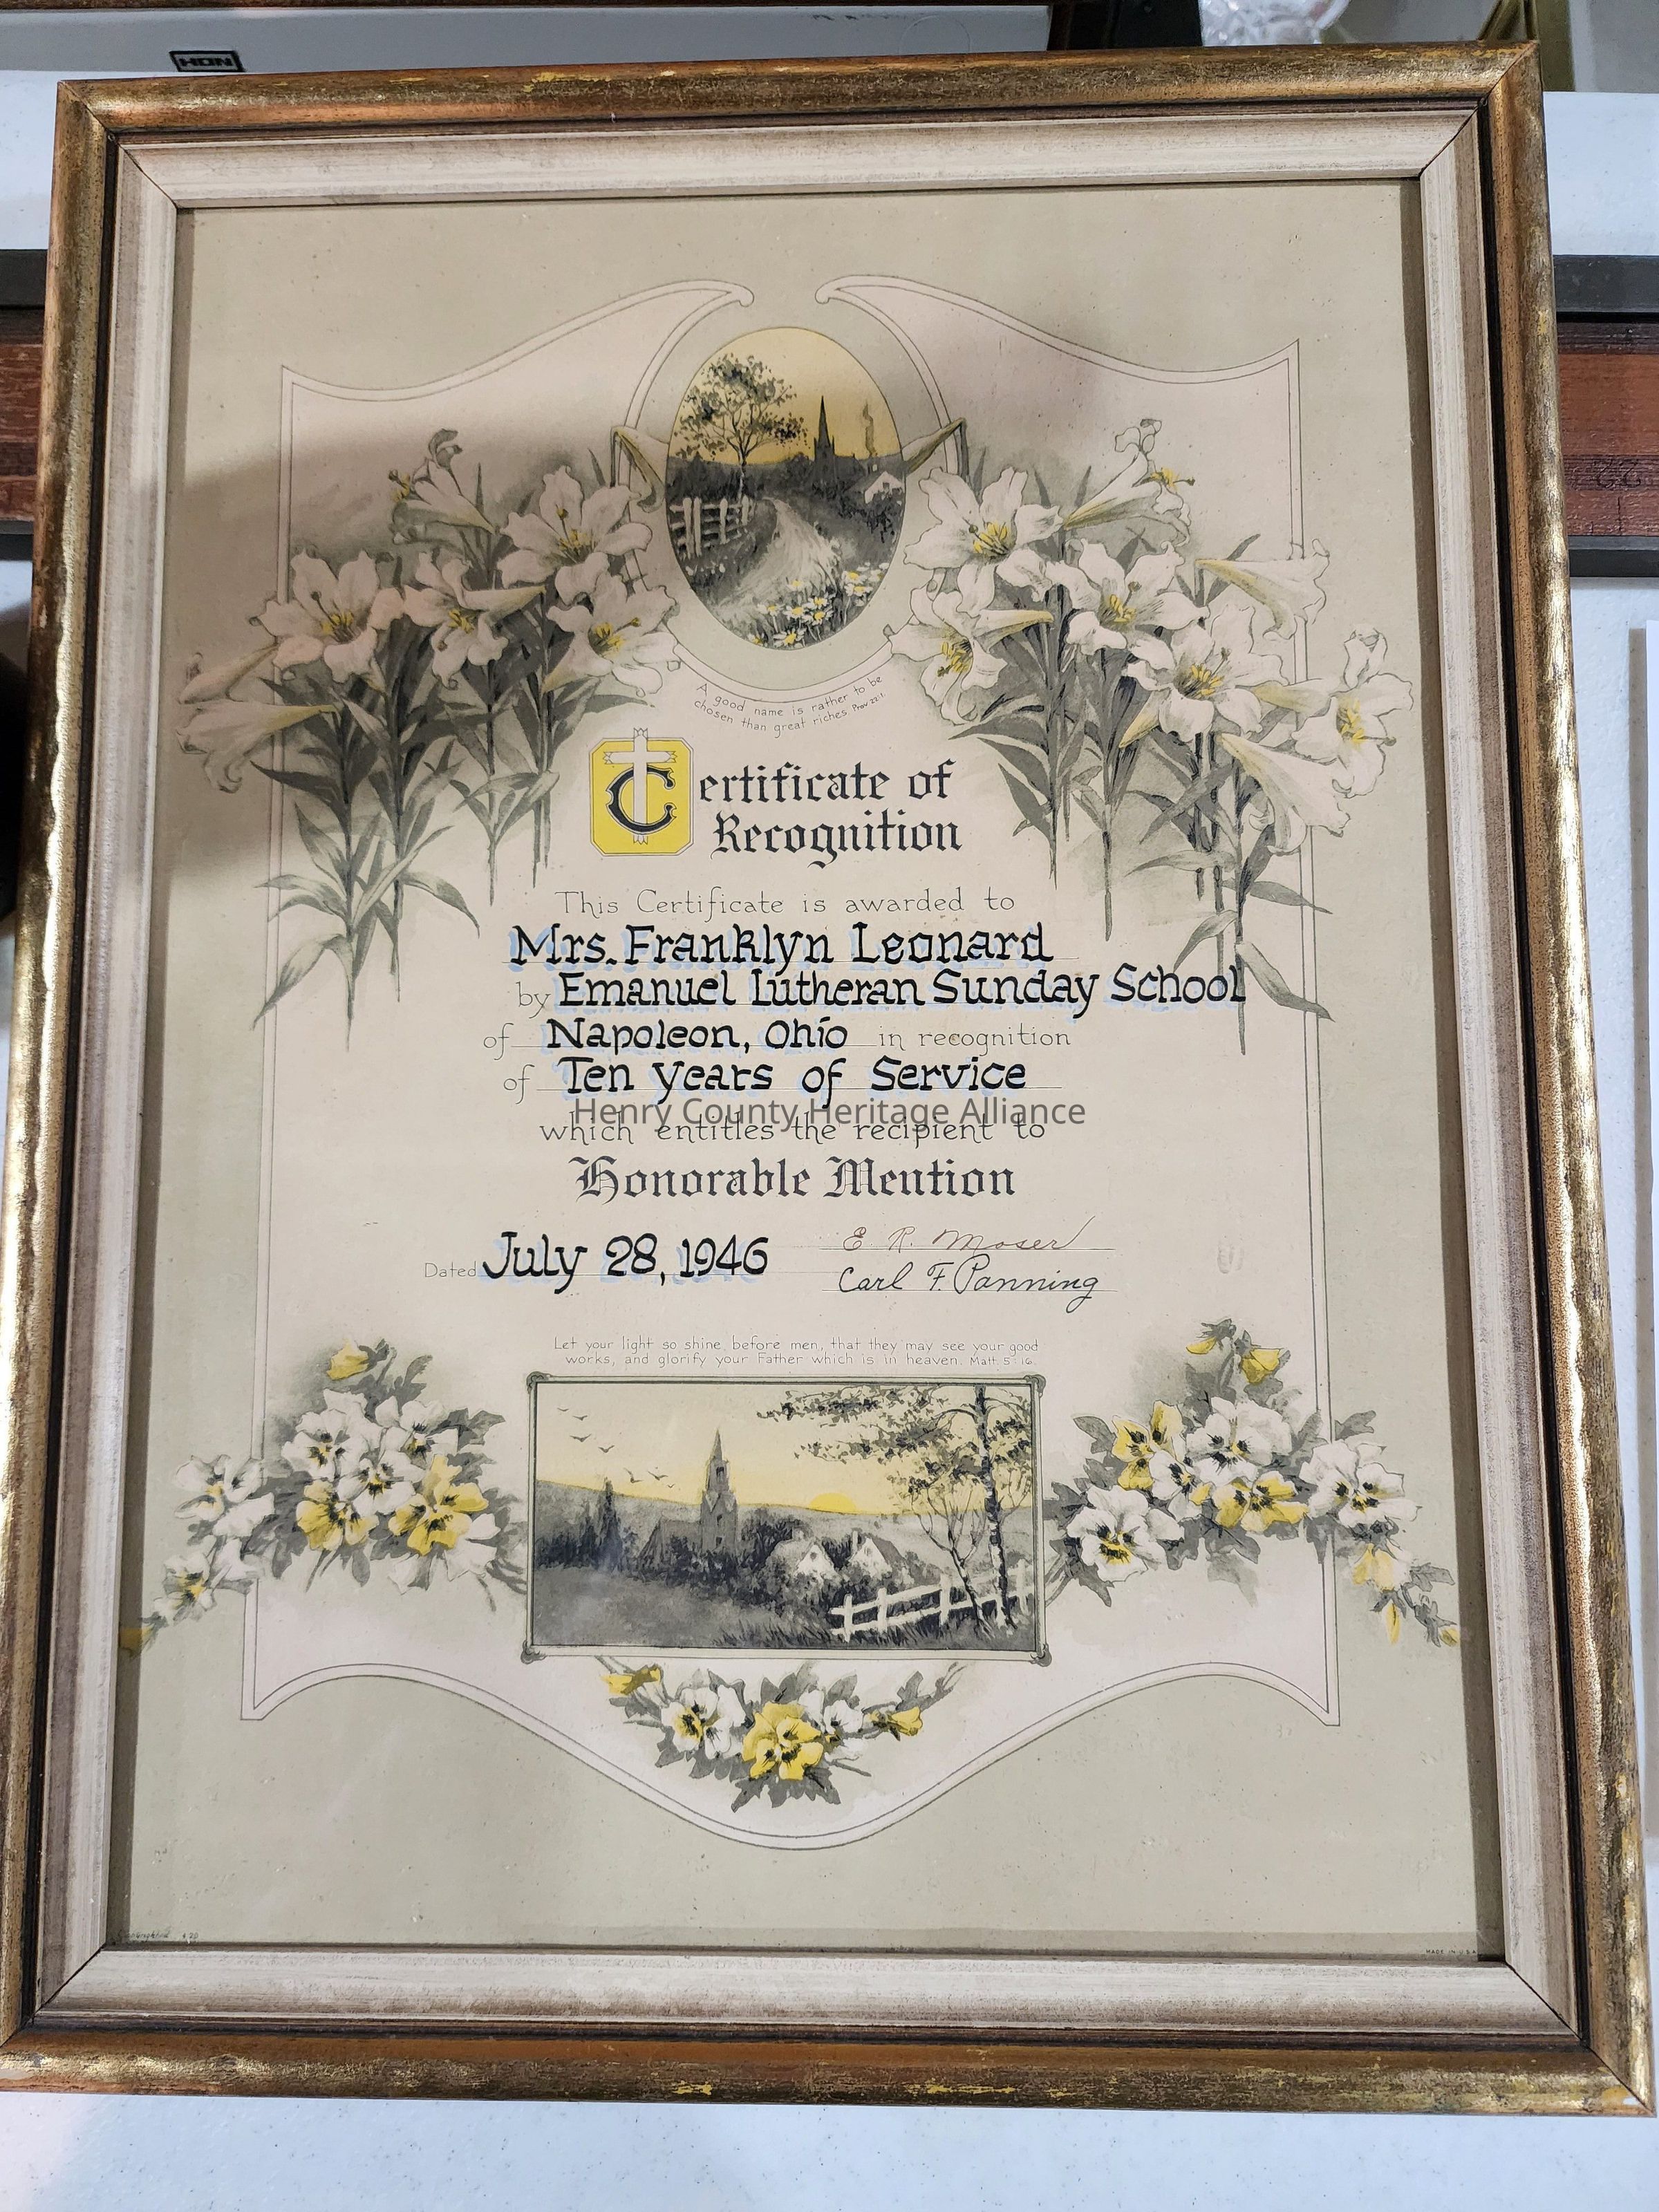 HON
A good name is rather to be
chosen than great riches. Prov 22:1.
Certificate of
Recognition
This Certificate is awarded to
Mrs. Franklyn Leonard
by Emanuel Lutheran Sunday School
of Napoleon, Ohio in recognition
of Ten years of Service
Henry County Heritage Alliance
which entitles the recipient to
Honorable Mention
E. R. Moser
Dated July 28, 1946
Carl F. Panning
Let your light so shine before men, that they may see your good
works, and glorify your Father which is in heaven. Matt. 5:16.
MADE IN U.S.A.